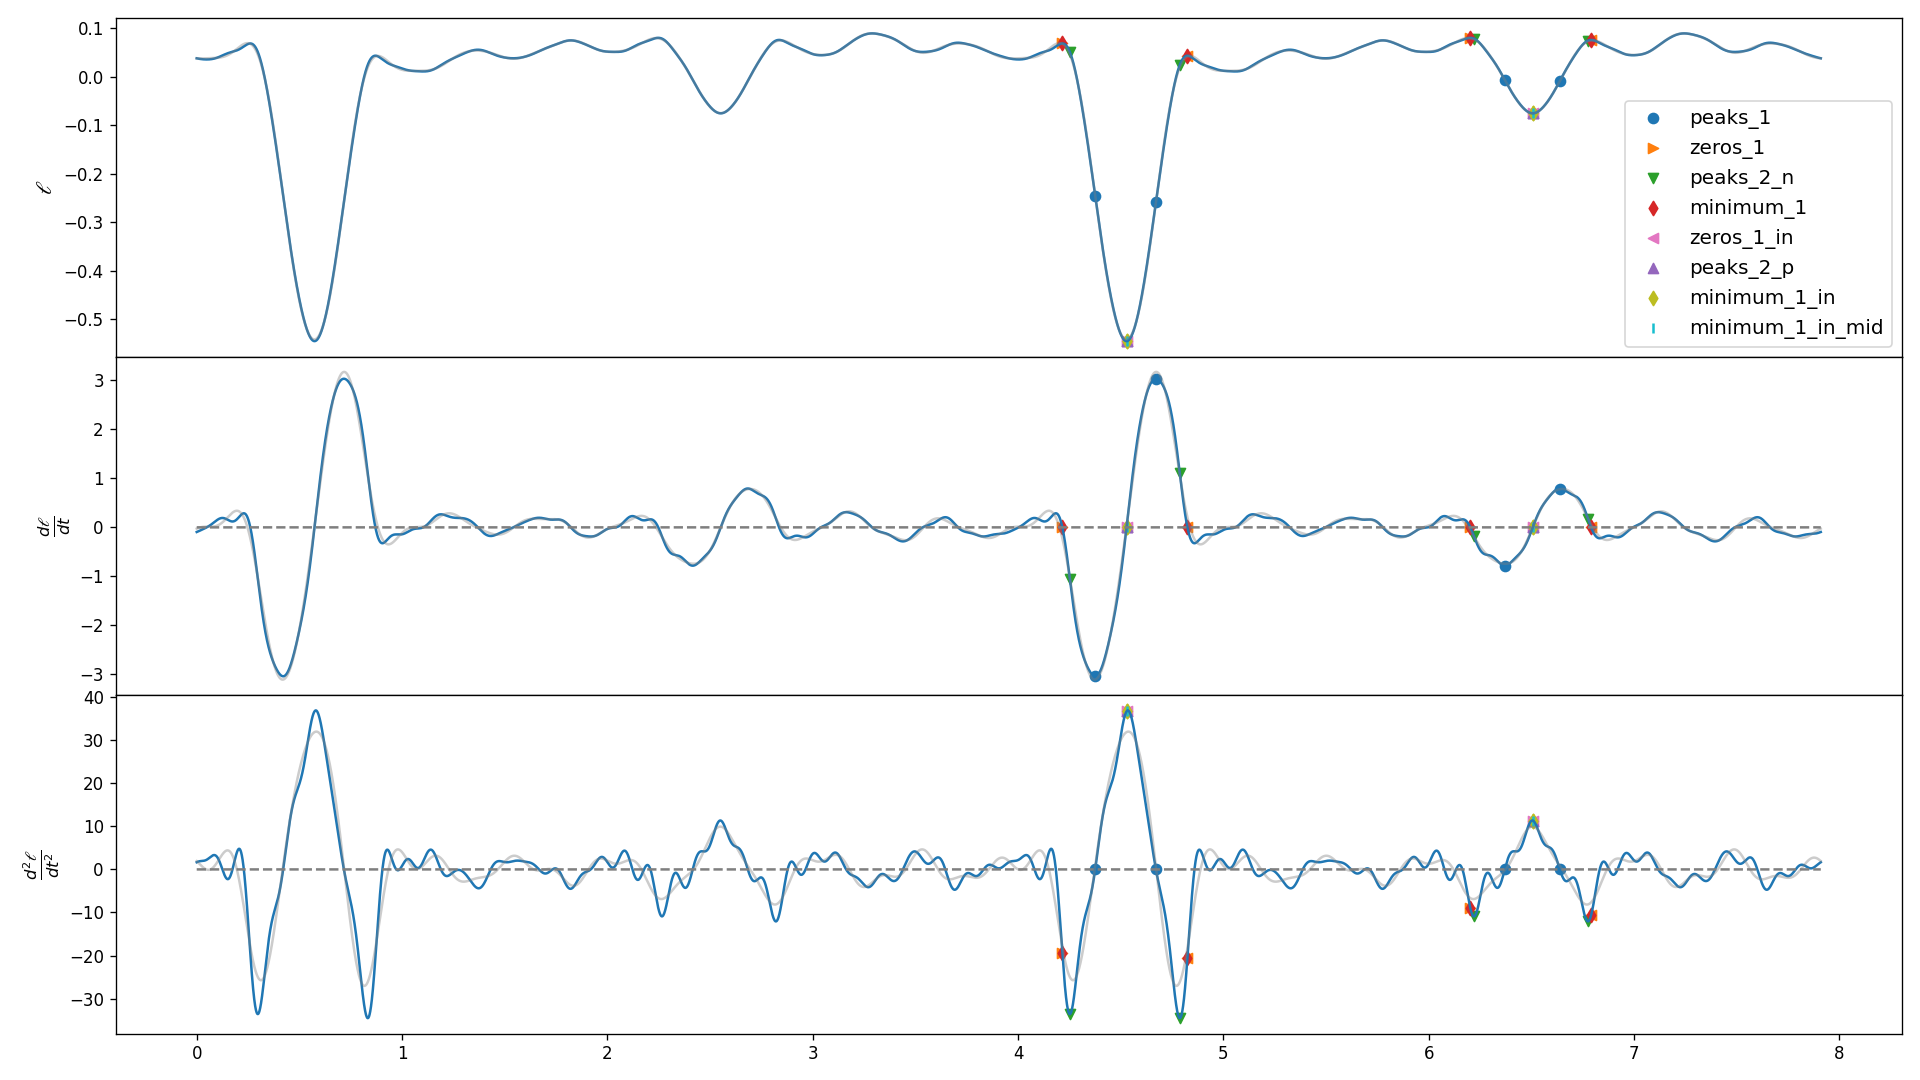 0.1
0.0
−0.1
−0.2
−0.3
−0.4
−0.5
ℓ
peaks_1
zeros_1
peaks_2_n
minimum_1
zeros_1_in
peaks_2_p
minimum_1_in
minimum_1_in_mid
3
2
1
0
−1
−2
−3
dℓ
dt
40
30
20
10
0
−10
−20
−30
d²ℓ
dt²
0 1 2 3 4 5 6 7 8